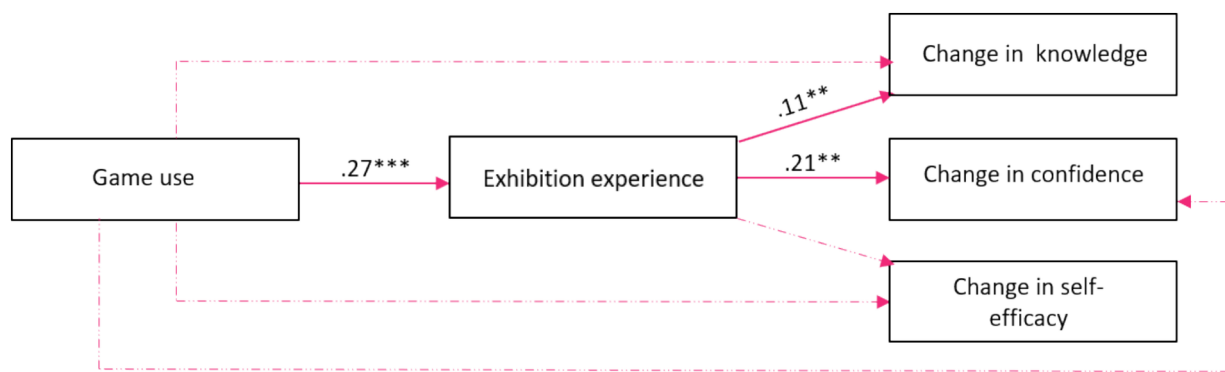 Change in knowledge
.11**
Game use
.27***
Exhibition experience
.21**
Change in confidence
Change in self-
efficacy